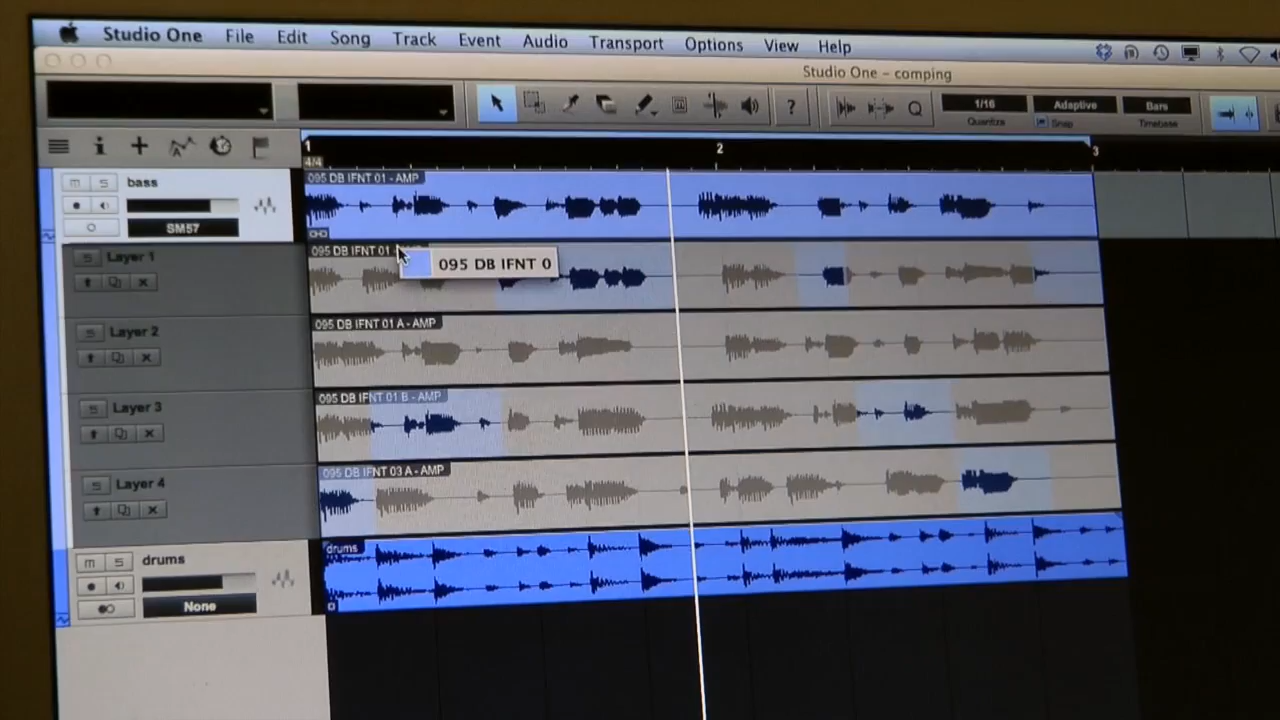 Studio One File Edit Song Track Event Audio Transport Options View Help
Studio One – comping
? Q 1/16 Adaptive Bars
Quantize Snap Timebase
1 2 3
4/4
m s bass
SM57
095 DB IFNT 01 - AMP
s Layer 1
095 DB IFNT 01
095 DB IFNT 0
s Layer 2
095 DB IFNT 01 A - AMP
s Layer 3
095 DB IFNT 01 B - AMP
s Layer 4
095 DB IFNT 03 A - AMP
m s drums
None
drums